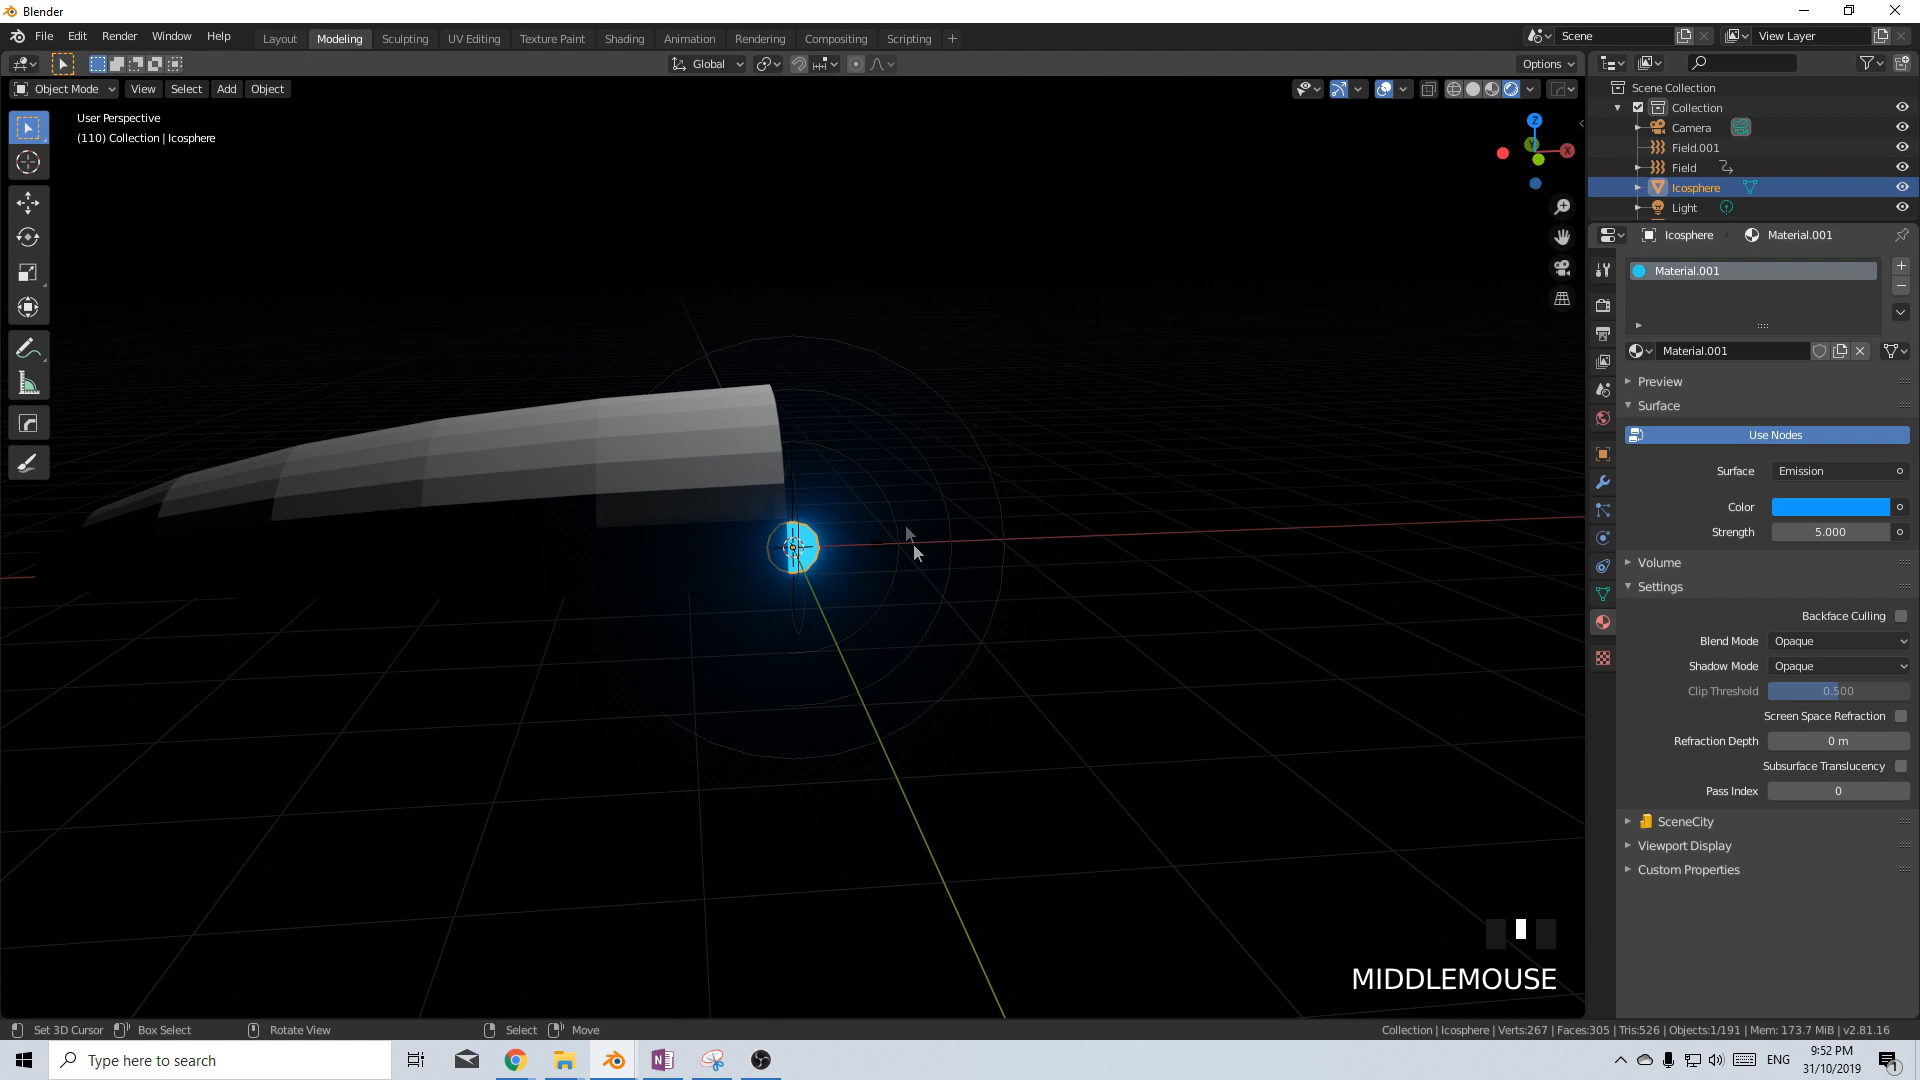 Blender
File Edit Render Window Help
Layout Modeling Sculpting UV Editing Texture Paint Shading Animation Rendering Compositing Scripting
Scene
View Layer
Global
Options
Object Mode View Select Add Object
User Perspective
(110) Collection | Icosphere
Z
Y
X
Scene Collection
Collection
Camera
Field.001
Field
Icosphere
Light
Icosphere Material.001
Material.001
Material.001
Preview
Surface
Use Nodes
Surface Emission
Color
Strength 5.000
Volume
Settings
Backface Culling
Blend Mode Opaque
Shadow Mode Opaque
Clip Threshold 0.500
Screen Space Refraction
Refraction Depth 0 m
Subsurface Translucency
Pass Index 0
SceneCity
Viewport Display
Custom Properties
MIDDLEMOUSE
Set 3D Cursor Box Select Rotate View Select Move
Collection | Icosphere | Verts:267 | Faces:305 | Tris:526 | Objects:1/191 | Mem: 173.7 MiB | v2.81.16
Type here to search
ENG
9:52 PM
31/10/2019
1